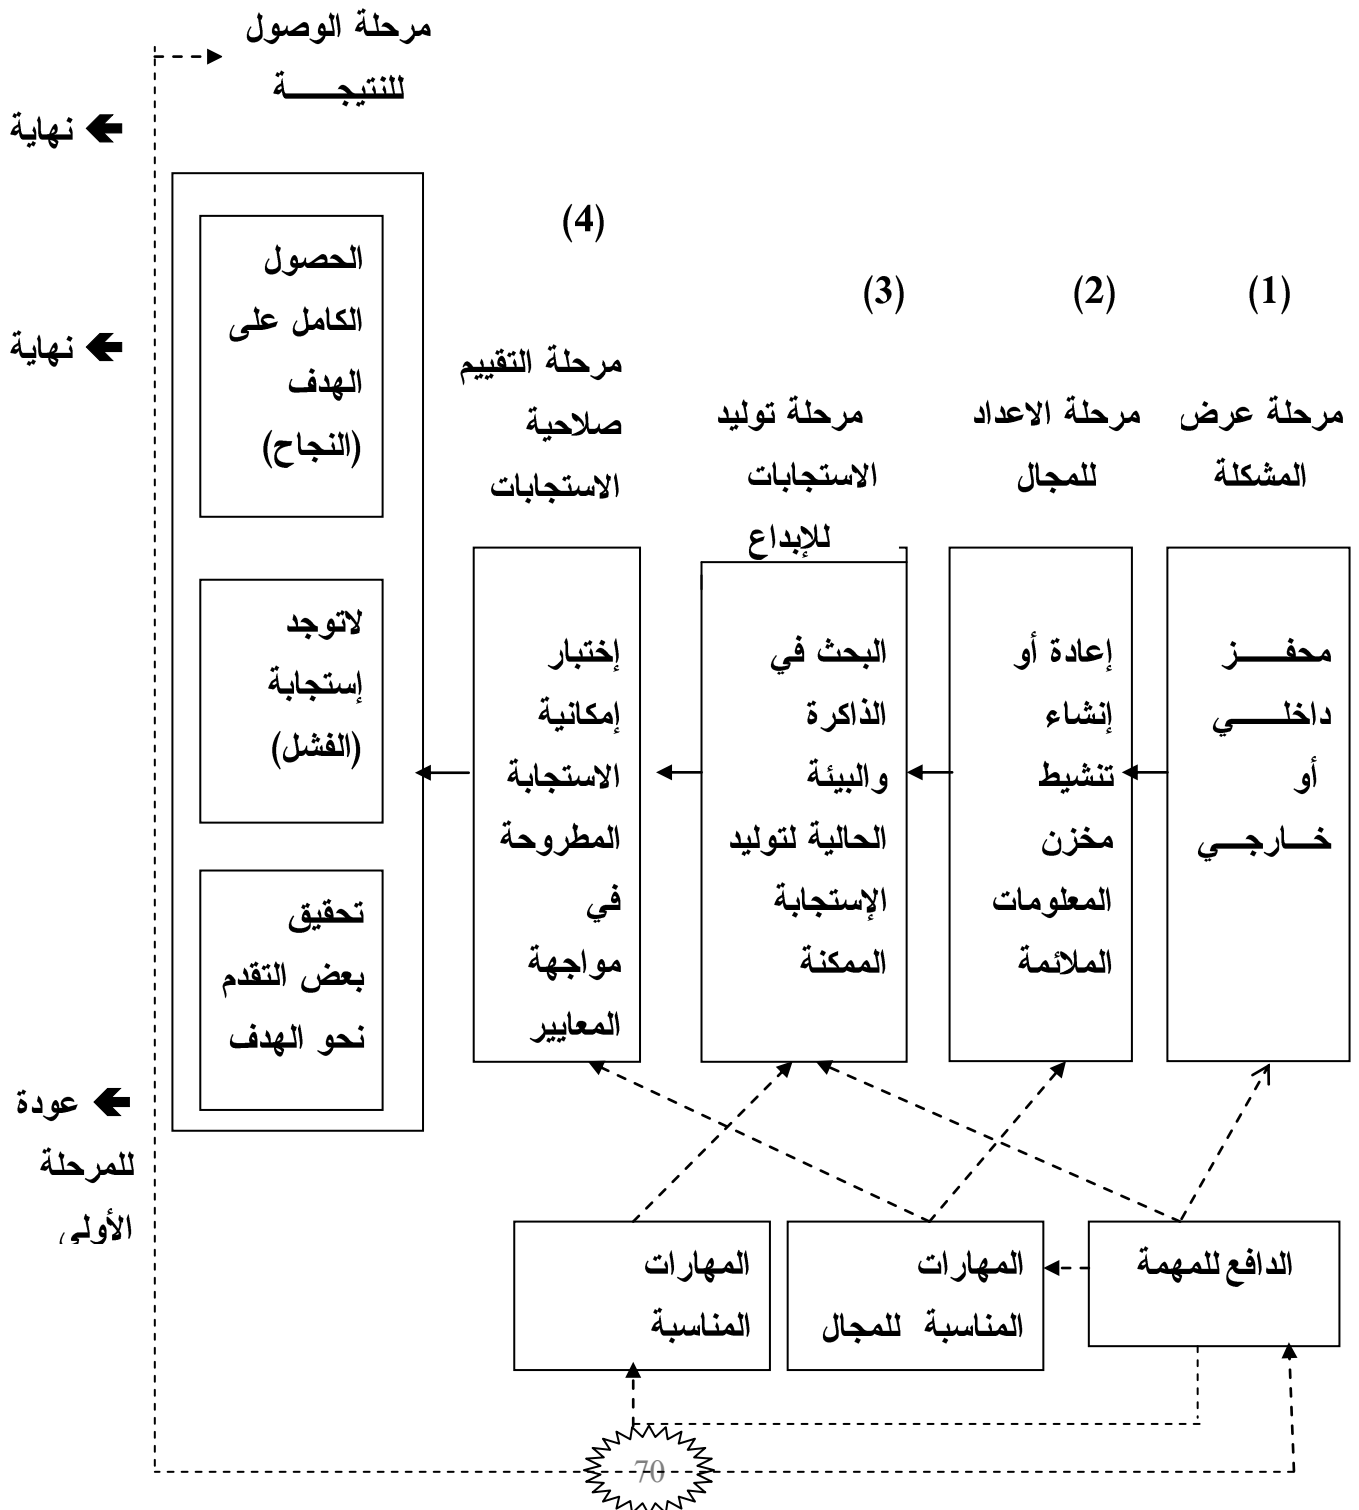 مرحلة الوصول
للنتيجـــــة
نهاية
(4)
(3)
(2)
(1)
نهاية
مرحلة عرض
المشكلة
مرحلة الاعداد
للمجال
مرحلة توليد
الاستجابات
للإبداع
مرحلة التقييم
صلاحية
الاستجابات
محفــــز
داخلــــي
أو
خـــارجـــي
إعادة أو
إنشاء
تنشيط
مخزن
المعلومات
الملائمة
البحث في
الذاكرة
والبيئة
الحالية لتوليد
الإستجابة
الممكنة
إختبار
إمكانية
الاستجابة
المطروحة
في
مواجهة
المعايير
الحصول
الكامل على
الهدف
(النجاح)
لاتوجد
إستجابة
(الفشل)
تحقيق
بعض التقدم
نحو الهدف
عودة
للمرحلة
الأولى
الدافع للمهمة
المهارات
المناسبة للمجال
المهارات
المناسبة
70